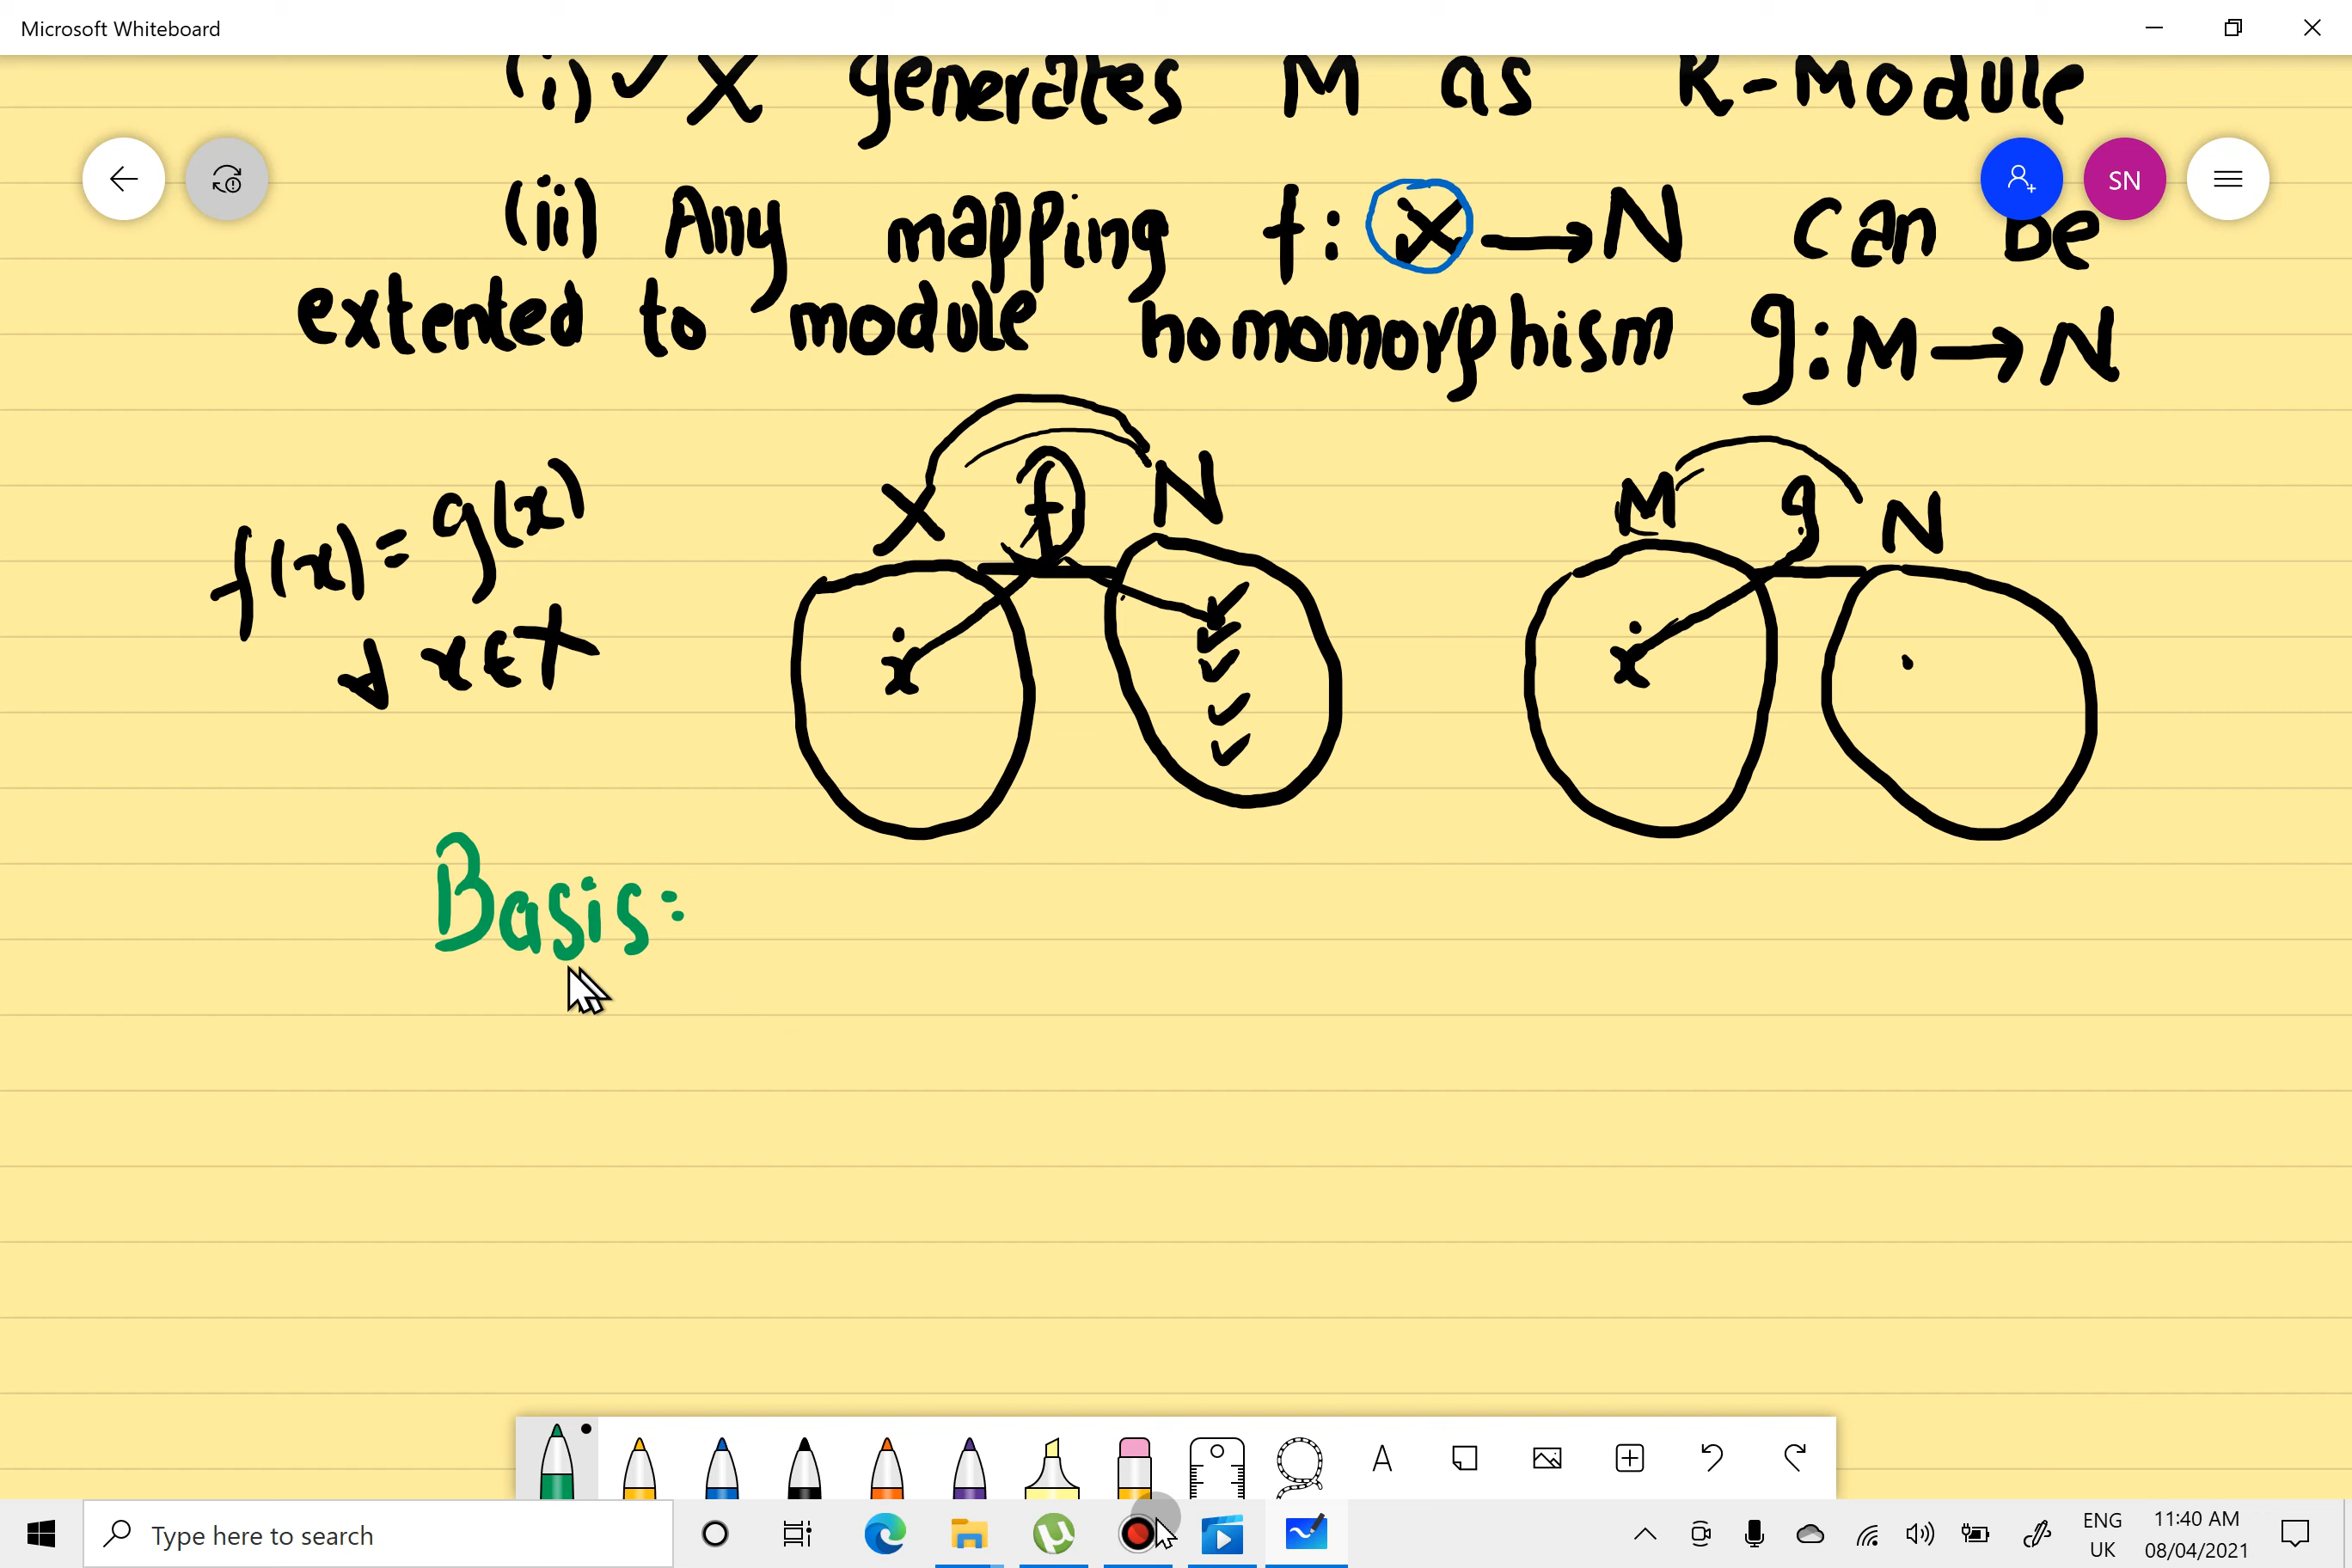 Microsoft Whiteboard
(i) ✓ X generates M as R-Module
SN
(ii) Any mapping f: X → N can be
extented to module homomorphism g: M → N
f(x) = g(x)
∀ x ∈ X
X f N
M g N
x
x
Basis:
A
Type here to search
ENG
UK
11:40 AM
08/04/2021